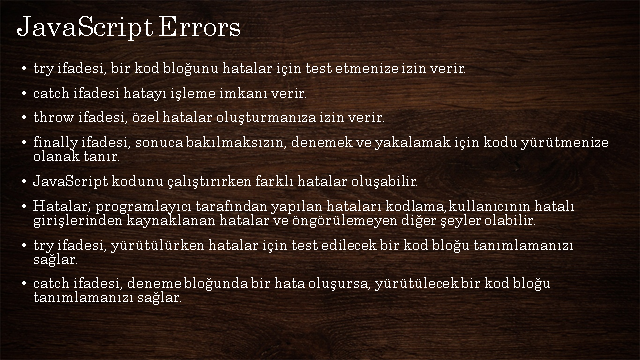 JavaScript Errors
• try ifadesi, bir kod bloğunu hatalar için test etmenize izin verir.
• catch ifadesi hatayı işleme imkanı verir.
• throw ifadesi, özel hatalar oluşturmanıza izin verir.
• finally ifadesi, sonuca bakılmaksızın, denemek ve yakalamak için kodu yürütmenize
olanak tanır.
• JavaScript kodunu çalıştırırken farklı hatalar oluşabilir.
• Hatalar; programlayıcı tarafından yapılan hataları kodlama,kullanıcının hatalı
girişlerinden kaynaklanan hatalar ve öngörülemeyen diğer şeyler olabilir.
• try ifadesi, yürütülürken hatalar için test edilecek bir kod bloğu tanımlamanızı
sağlar.
• catch ifadesi, deneme bloğunda bir hata oluşursa, yürütülecek bir kod bloğu
tanımlamanızı sağlar.